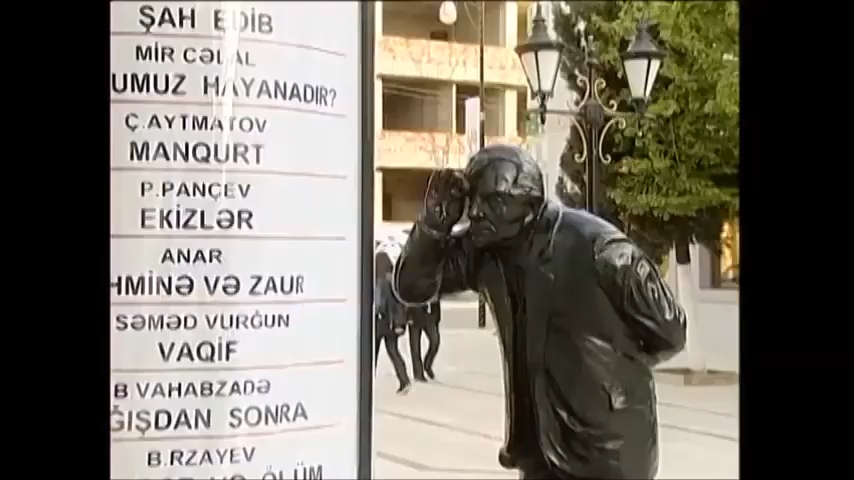 ŞAH EDİB
MİR CƏLAL
UMUZ HAYANADIR?
Ç.AYTMATOV
MANQURT
P.PANÇEV
EKİZLƏR
ANAR
HMİNƏ VƏ ZAUR
SƏMƏD VURĞUN
VAQİF
B VAHABZADƏ
ĞIŞDAN SONRA
B.RZAYEV
ÖLÜM